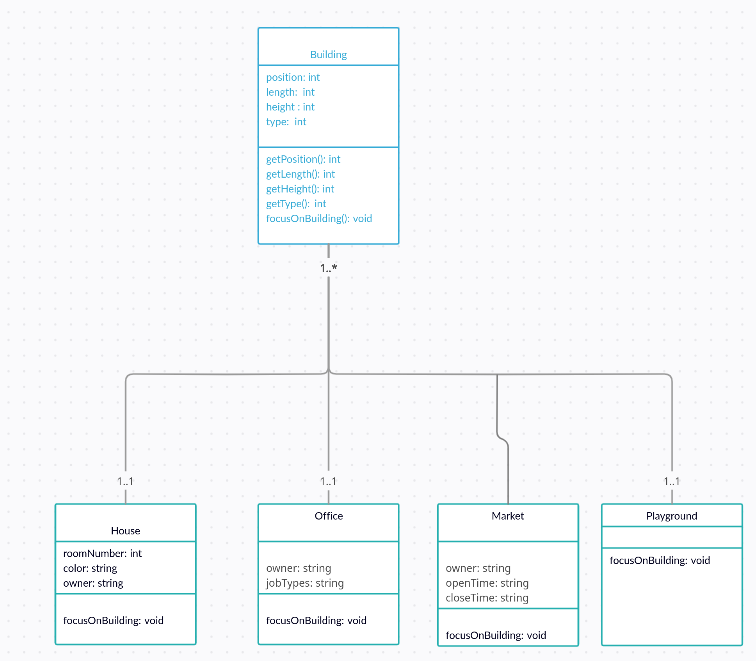 Building
position: int
length:  int
height : int
type:  int
getPosition(): int
getLength(): int
getHeight(): int
getType():  int
focusOnBuilding(): void
1..*
1..1
1..1
1..1
House
roomNumber: int
color: string
owner: string
focusOnBuilding: void
Office
owner: string
jobTypes: string
focusOnBuilding: void
Market
owner: string
openTime: string
closeTime: string
focusOnBuilding: void
Playground
focusOnBuilding: void